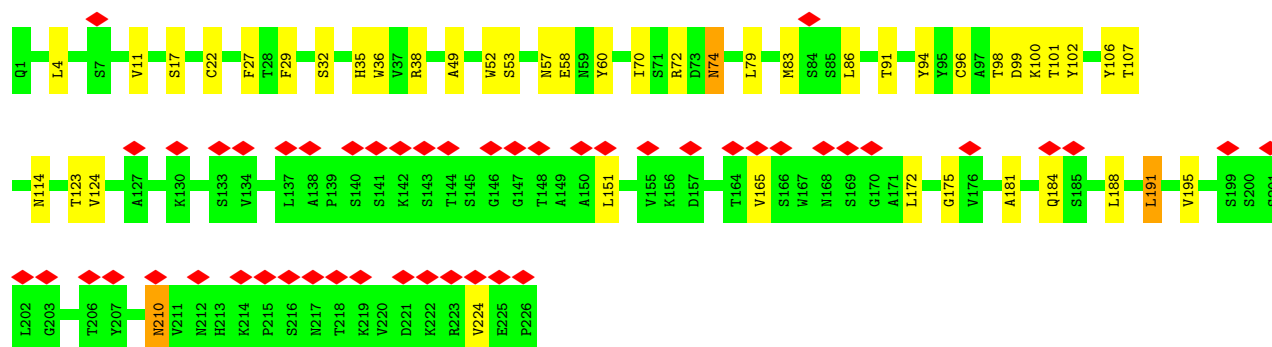 Q1 L4 S7 V11 S17 C22 F27 T28 F29 S32 H35 W36 V37 R38 A49 W52 S53 N57 E58 N59 Y60 I70 S71 R72 D73 N74 L79 M83 S84 S85 L86 T91 Y94 Y95 C96 A97 T98 D99 K100 T101 Y102 Y106 T107
N114 T123 V124 A127 K130 S133 V134 L137 A138 P139 S140 S141 K142 S143 T144 S145 G146 G147 T148 A149 A150 L151 V155 K156 D157 T164 V165 S166 W167 N168 S169 G170 A171 L172 G175 V176 A181 Q184 S185 L188 L191 V195 S199 S200 S201
L202 G203 T206 Y207 N210 V211 N212 H213 K214 P215 S216 N217 T218 K219 V220 D221 K222 R223 V224 E225 P226